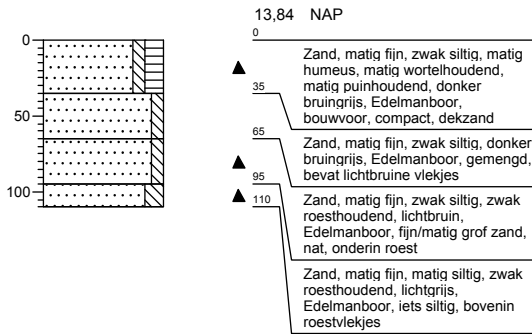 13,84 NAP
0
50
100
0
Zand, matig fijn, zwak siltig, matig
humeus, matig wortelhoudend,
matig puinhoudend, donker
bruingrijs, Edelmanboor,
bouwvoor, compact, dekzand
35
Zand, matig fijn, zwak siltig, donker
bruingrijs, Edelmanboor, gemengd,
bevat lichtbruine vlekjes
65
Zand, matig fijn, zwak siltig, zwak
roesthoudend, lichtbruin,
Edelmanboor, fijn/matig grof zand,
nat, onderin roest
95
Zand, matig fijn, matig siltig, zwak
roesthoudend, lichtgrijs,
Edelmanboor, iets siltig, bovenin
roestvlekjes
110